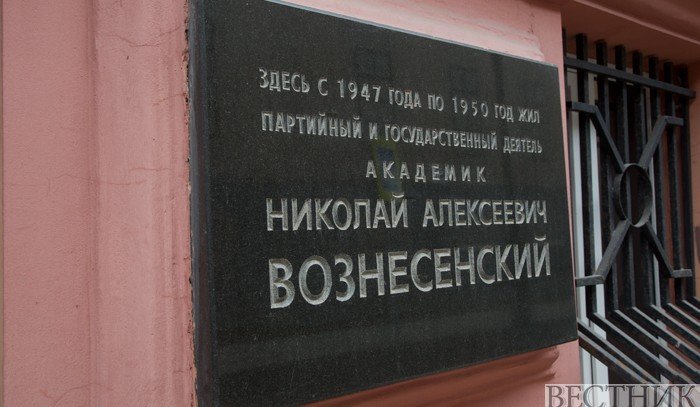 ЗДЕСЬ С 1947 ГОДА ПО 1950 ГОД ЖИЛ
ПАРТИЙНЫЙ И ГОСУДАРСТВЕННЫЙ ДЕЯТЕЛЬ
АКАДЕМИК
НИКОЛАЙ АЛЕКСЕЕВИЧ
ВОЗНЕСЕНСКИЙ
ВЕСТНИК